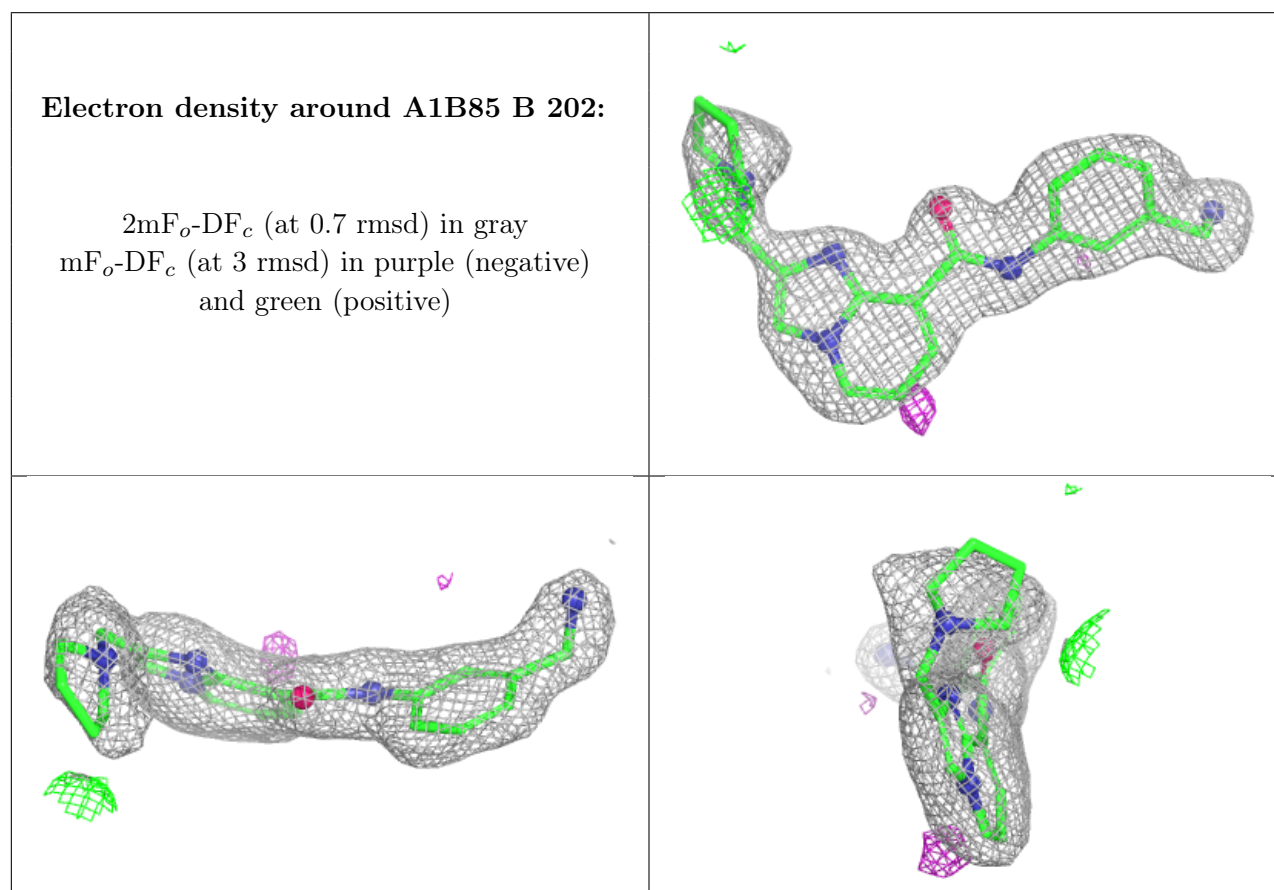 Electron density around A1B85 B 202:
2mFo-DFc (at 0.7 rmsd) in gray
mFo-DFc (at 3 rmsd) in purple (negative)
and green (positive)